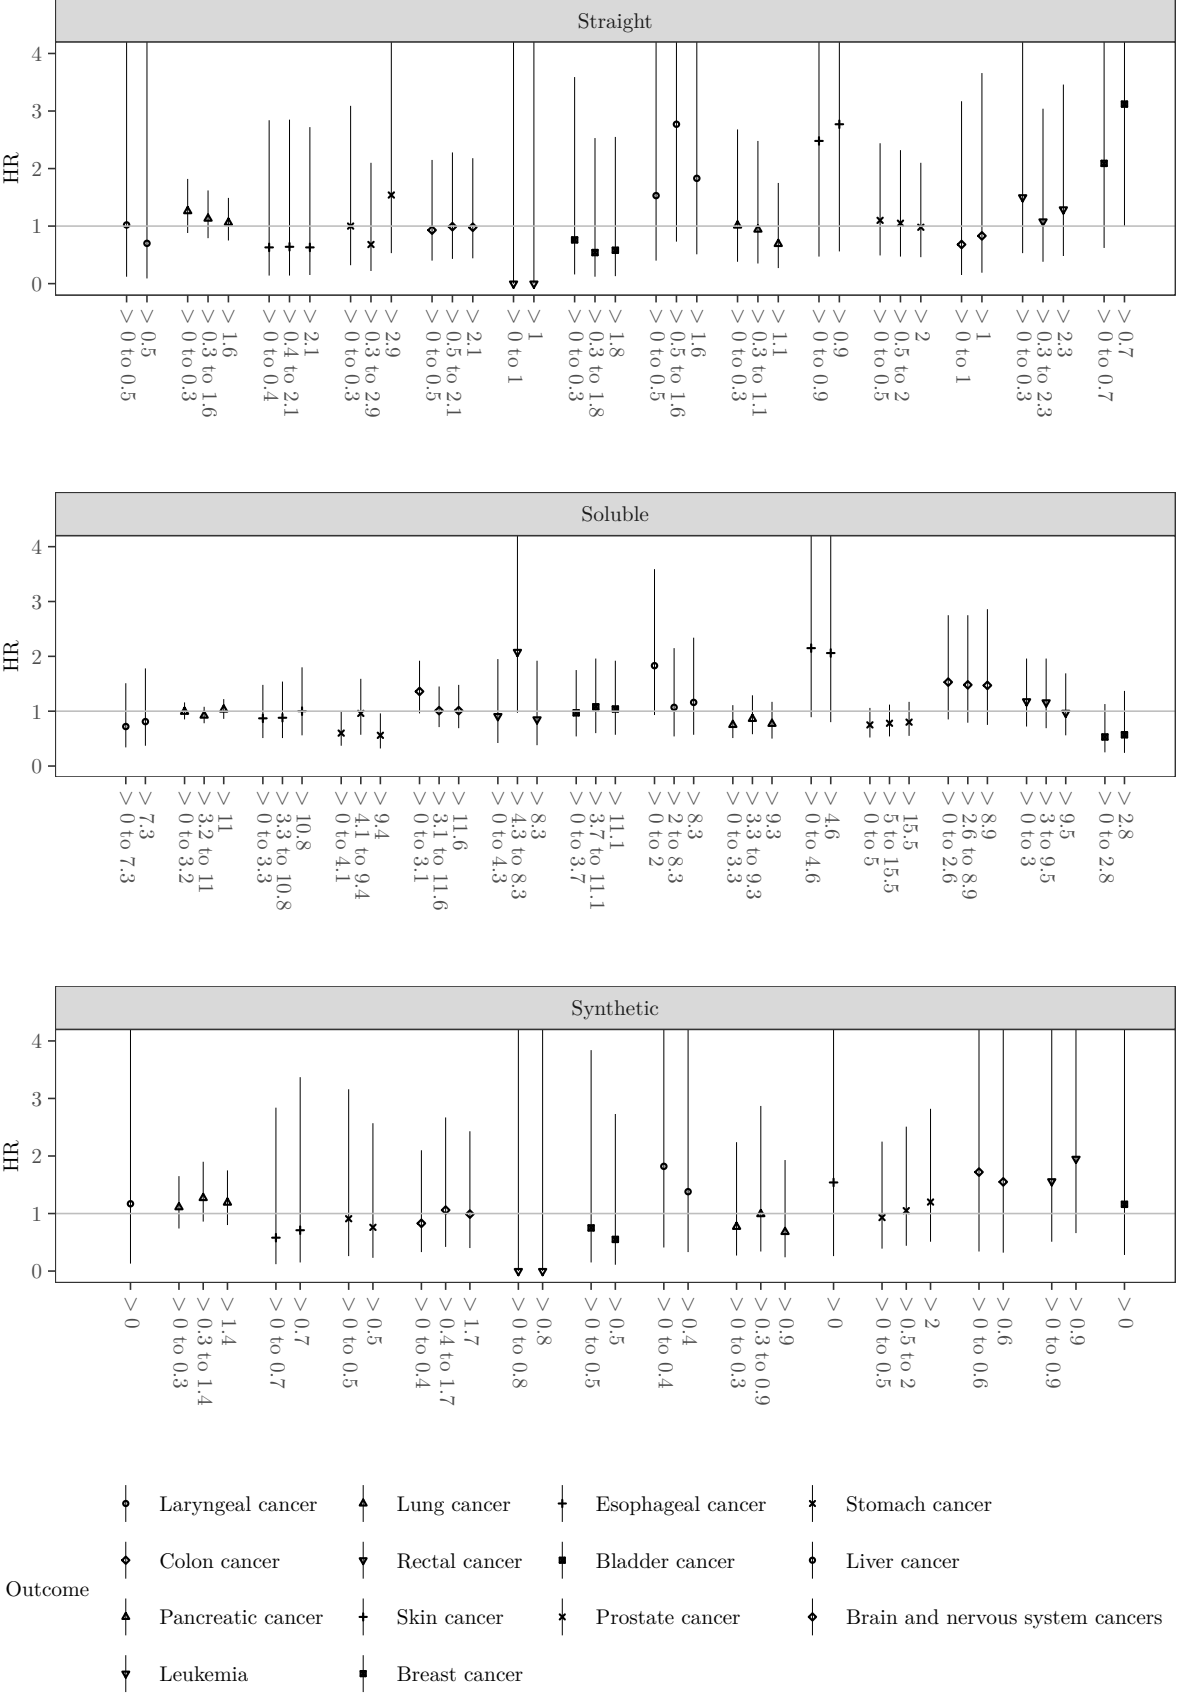 Straight
4
3
2
1
0
HR
> 0 to 0.5
> 0.5
> 0 to 0.3
> 0.3 to 1.6
> 1.6
> 0 to 0.4
> 0.4 to 2.1
> 2.1
> 0 to 0.3
> 0.3 to 2.9
> 2.9
> 0 to 0.5
> 0.5 to 2.1
> 2.1
> 0 to 1
> 1
> 0 to 0.3
> 0.3 to 1.8
> 1.8
> 0 to 0.5
> 0.5 to 1.6
> 1.6
> 0 to 0.3
> 0.3 to 1.1
> 1.1
> 0 to 0.9
> 0.9
> 0 to 0.5
> 0.5 to 2
> 2
> 0 to 1
> 1
> 0 to 0.3
> 0.3 to 2.3
> 2.3
> 0 to 0.7
> 0.7
Soluble
4
3
2
1
0
HR
> 0 to 7.3
> 7.3
> 0 to 3.2
> 3.2 to 11
> 11
> 0 to 3.3
> 3.3 to 10.8
> 10.8
> 0 to 4.1
> 4.1 to 9.4
> 9.4
> 0 to 3.1
> 3.1 to 11.6
> 11.6
> 0 to 4.3
> 4.3 to 8.3
> 8.3
> 0 to 3.7
> 3.7 to 11.1
> 11.1
> 0 to 2
> 2 to 8.3
> 8.3
> 0 to 3.3
> 3.3 to 9.3
> 9.3
> 0 to 4.6
> 4.6
> 0 to 5
> 5 to 15.5
> 15.5
> 0 to 2.6
> 2.6 to 8.9
> 8.9
> 0 to 3
> 3 to 9.5
> 9.5
> 0 to 2.8
> 2.8
Synthetic
4
3
2
1
0
HR
> 0
> 0 to 0.3
> 0.3 to 1.4
> 1.4
> 0 to 0.7
> 0.7
> 0 to 0.5
> 0.5
> 0 to 0.4
> 0.4 to 1.7
> 1.7
> 0 to 0.8
> 0.8
> 0 to 0.5
> 0.5
> 0 to 0.4
> 0.4
> 0 to 0.3
> 0.3 to 0.9
> 0.9
> 0
> 0 to 0.5
> 0.5 to 2
> 2
> 0 to 0.6
> 0.6
> 0 to 0.9
> 0.9
> 0
Outcome
Laryngeal cancer Lung cancer Esophageal cancer Stomach cancer
Colon cancer Rectal cancer Bladder cancer Liver cancer
Pancreatic cancer Skin cancer Prostate cancer Brain and nervous system cancers
Leukemia Breast cancer